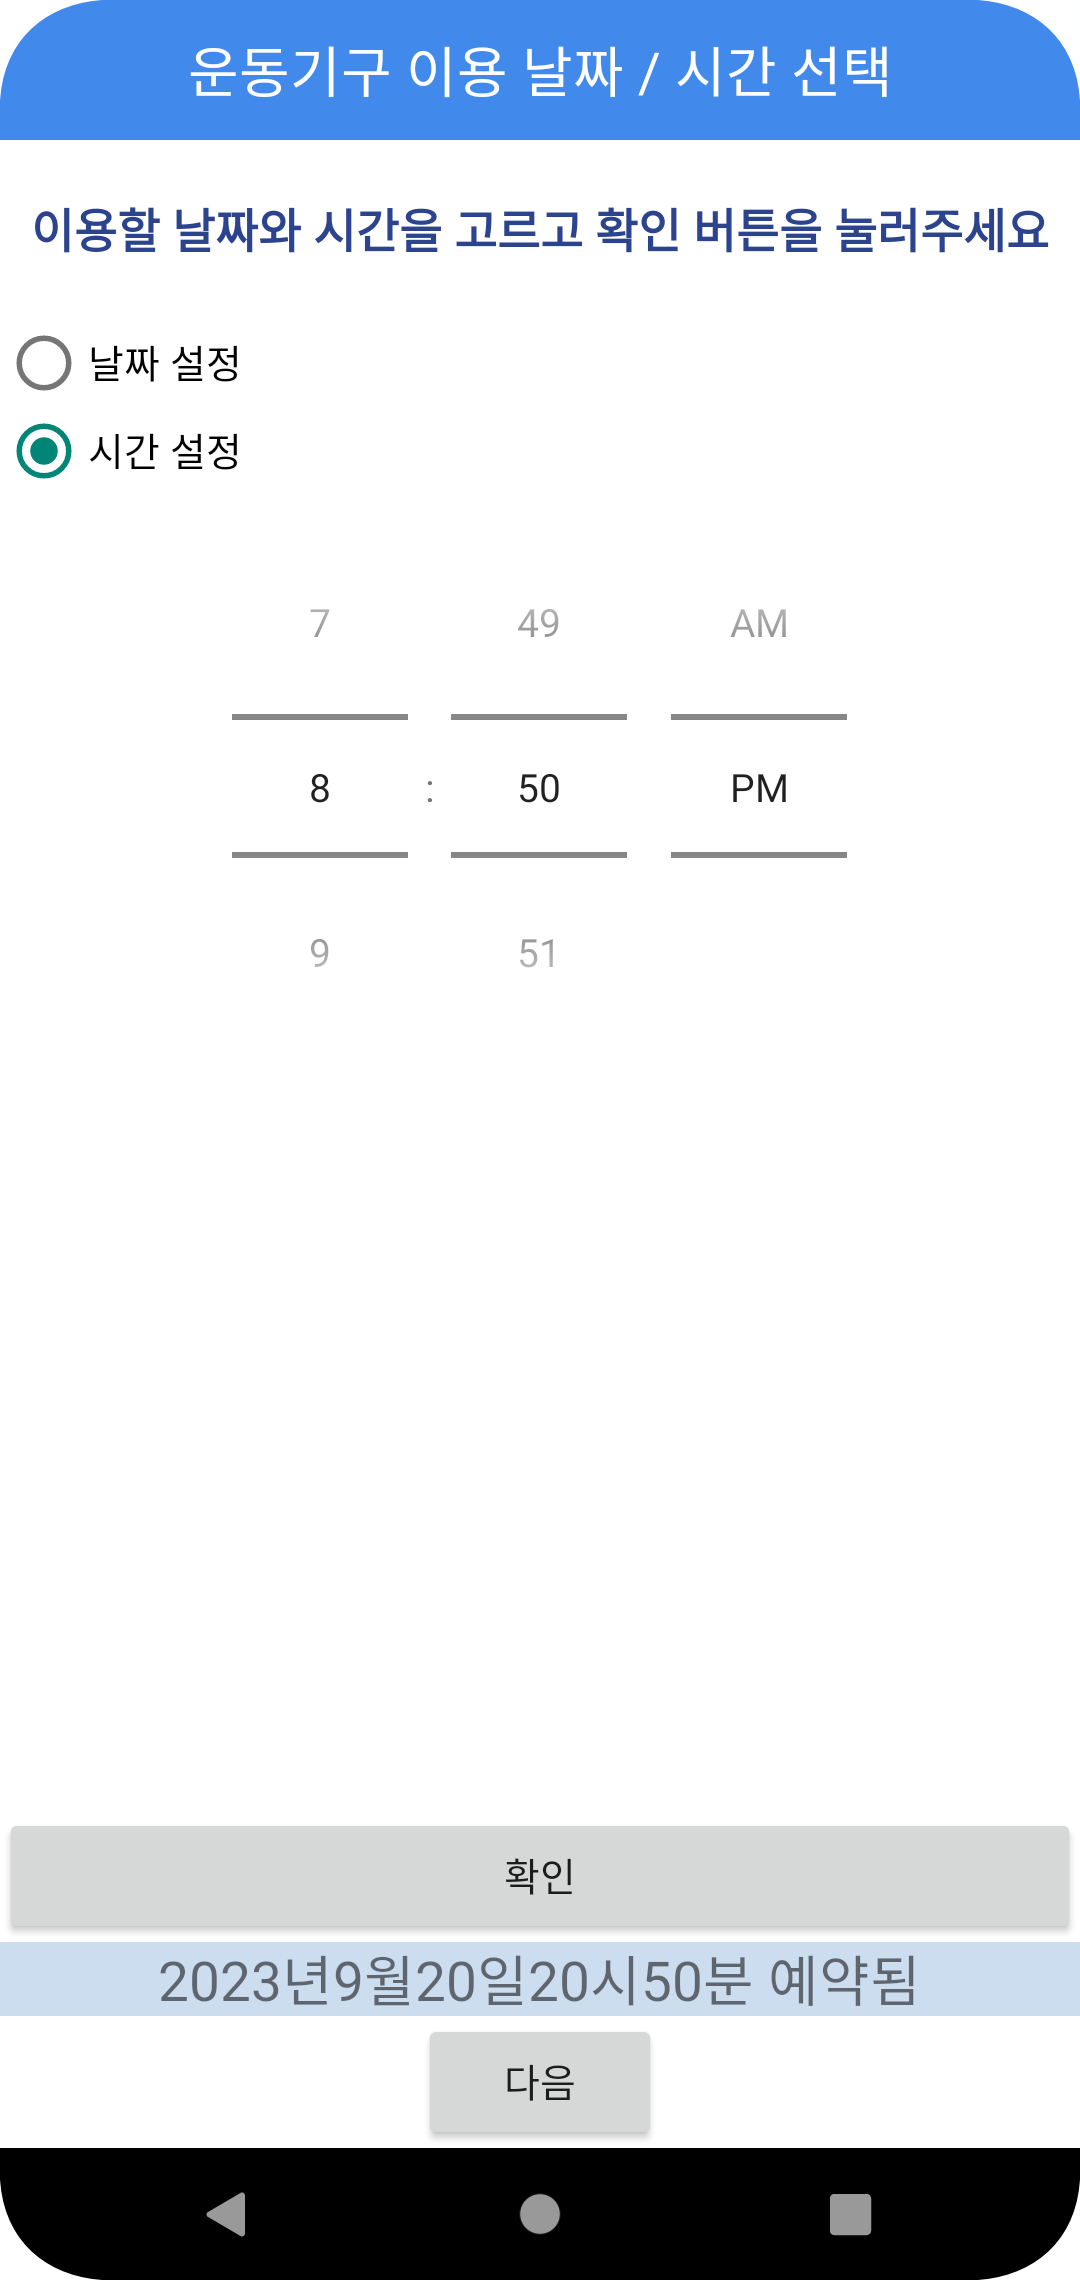 운동기구 이용 날짜 / 시간 선택
이용할 날짜와 시간을 고르고 확인 버튼을 눌러주세요
날짜 설정
시간 설정
7 49 AM
8 : 50 PM
9 51
확인
2023년9월20일20시50분 예약됨
다음